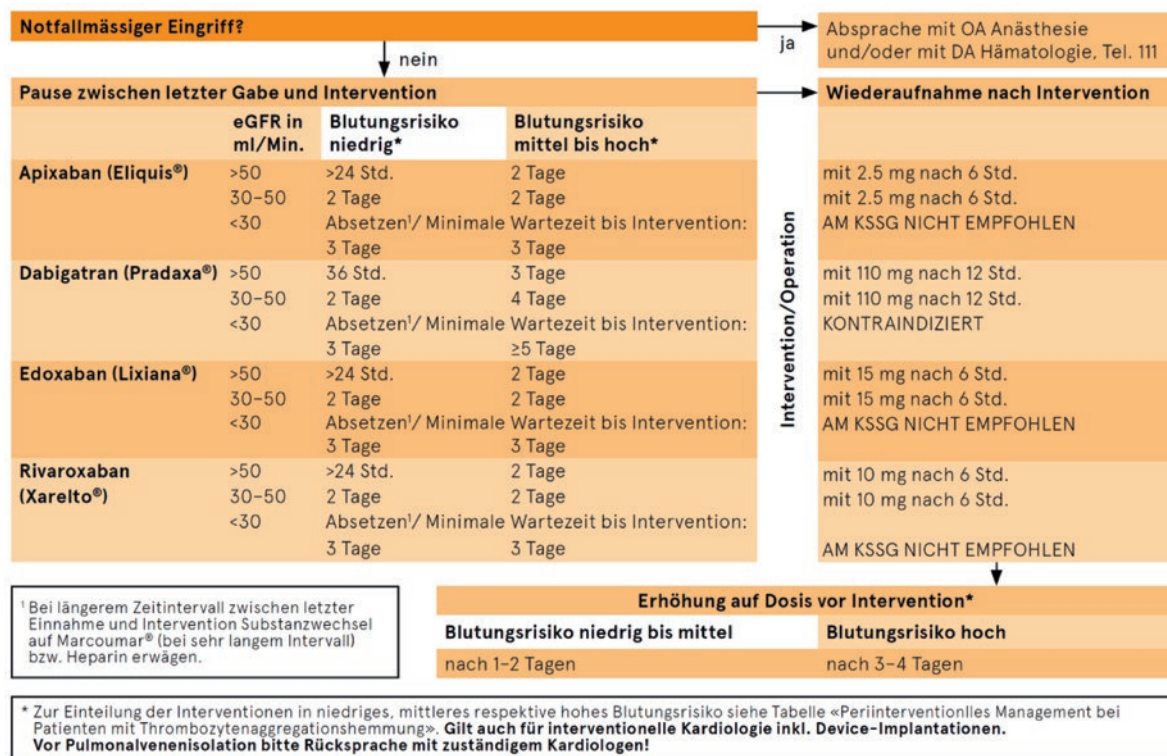 Notfallmässiger Eingriff?
ja
Absprache mit OA Anästhesie
und/oder mit DA Hämatologie, Tel. 111
nein
Pause zwischen letzter Gabe und Intervention
Wiederaufnahme nach Intervention
eGFR in ml/Min.
Blutungsrisiko niedrig*
Blutungsrisiko mittel bis hoch*
Apixaban (Eliquis®) >50 >24 Std. 2 Tage mit 2.5 mg nach 6 Std.
30–50 2 Tage 2 Tage mit 2.5 mg nach 6 Std.
<30 Absetzen¹/ Minimale Wartezeit bis Intervention: AM KSSG NICHT EMPFOHLEN
3 Tage 3 Tage
Dabigatran (Pradaxa®) >50 36 Std. 3 Tage mit 110 mg nach 12 Std.
30–50 2 Tage 4 Tage mit 110 mg nach 12 Std.
<30 Absetzen¹/ Minimale Wartezeit bis Intervention: KONTRAINDIZIERT
3 Tage ≥5 Tage
Edoxaban (Lixiana®) >50 >24 Std. 2 Tage mit 15 mg nach 6 Std.
30–50 2 Tage 2 Tage mit 15 mg nach 6 Std.
<30 Absetzen¹/ Minimale Wartezeit bis Intervention: AM KSSG NICHT EMPFOHLEN
3 Tage 3 Tage
Rivaroxaban >50 >24 Std. 2 Tage mit 10 mg nach 6 Std.
(Xarelto®) 30–50 2 Tage 2 Tage mit 10 mg nach 6 Std.
<30 Absetzen¹/ Minimale Wartezeit bis Intervention:
3 Tage 3 Tage AM KSSG NICHT EMPFOHLEN
Intervention/Operation
¹ Bei längerem Zeitintervall zwischen letzter
Einnahme und Intervention Substanzwechsel
auf Marcoumar® (bei sehr langem Intervall)
bzw. Heparin erwägen.
Erhöhung auf Dosis vor Intervention*
Blutungsrisiko niedrig bis mittel Blutungsrisiko hoch
nach 1–2 Tagen nach 3–4 Tagen
* Zur Einteilung der Interventionen in niedriges, mittleres respektive hohes Blutungsrisiko siehe Tabelle «Periinterventionlles Management bei
Patienten mit Thrombozytenaggregationshemmung». Gilt auch für interventionelle Kardiologie inkl. Device-Implantationen.
Vor Pulmonalvenenisolation bitte Rücksprache mit zuständigem Kardiologen!